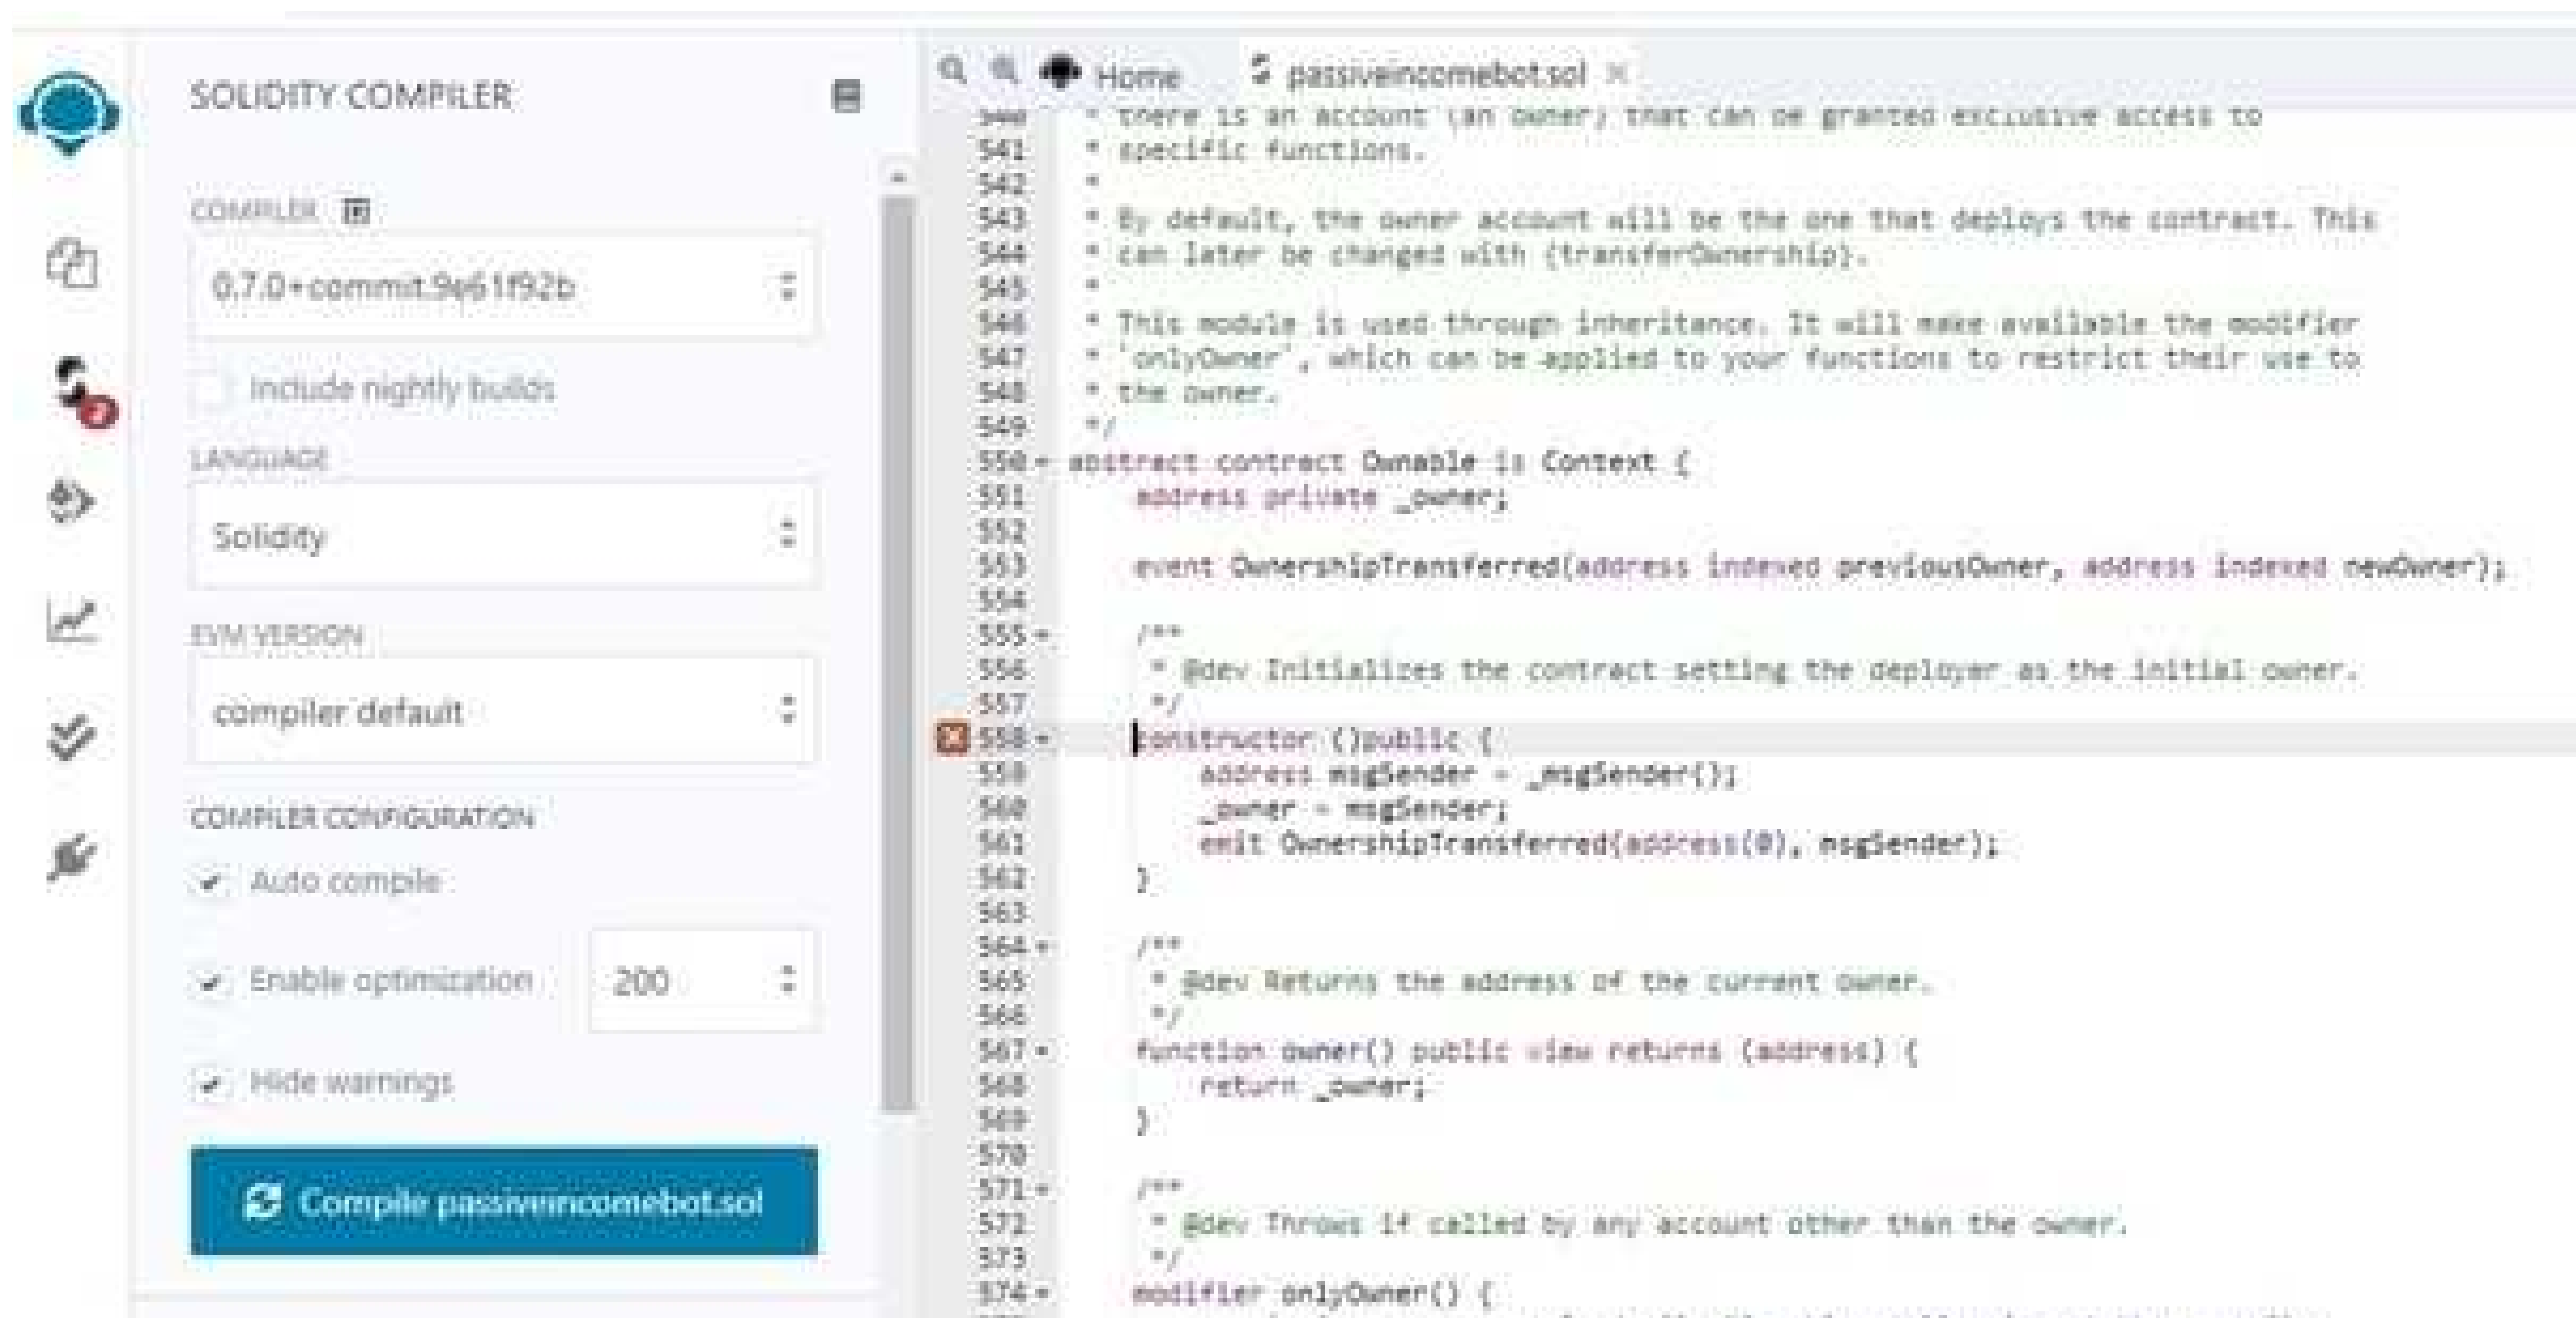 SOLIDITY COMPILER
COMPILER
0.7.0+commit.9e61f92b
Include nightly builds
LANGUAGE
Solidity
EVM VERSION
compiler default
COMPILER CONFIGURATION
Auto compile
Enable optimization 200
Hide warnings
Compile passiveincomebot.sol
Home passiveincomebot.sol ×
540 * there is an account (an owner) that can be granted exclusive access to
541 * specific functions.
542 *
543 * By default, the owner account will be the one that deploys the contract. This
544 * can later be changed with {transferOwnership}.
545 *
546 * This module is used through inheritance. It will make available the modifier
547 * `onlyOwner`, which can be applied to your functions to restrict their use to
548 * the owner.
549 */
550 abstract contract Ownable is Context {
551 address private _owner;
552
553 event OwnershipTransferred(address indexed previousOwner, address indexed newOwner);
554
555 /**
556 * @dev Initializes the contract setting the deployer as the initial owner.
557 */
558 constructor ()public {
559 address msgSender = _msgSender();
560 _owner = msgSender;
561 emit OwnershipTransferred(address(0), msgSender);
562 }
563
564 /**
565 * @dev Returns the address of the current owner.
566 */
567 function owner() public view returns (address) {
568 return _owner;
569 }
570
571 /**
572 * @dev Throws if called by any account other than the owner.
573 */
574 modifier onlyOwner() {